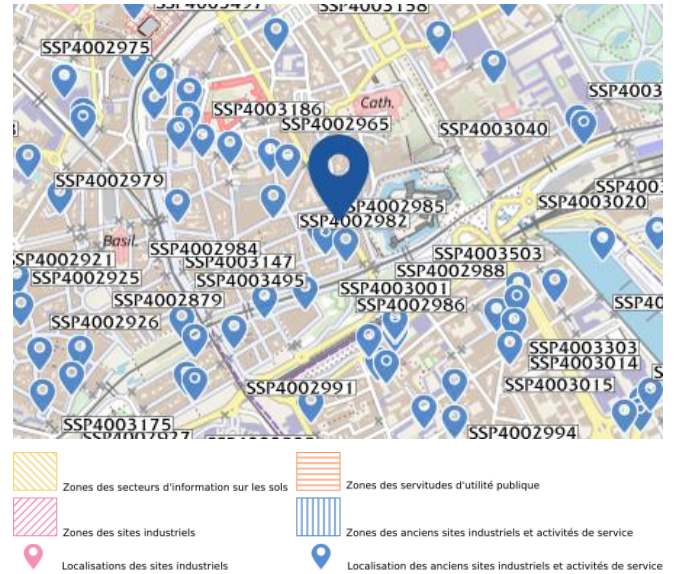 SSP4003158
SSP4002975
SSP4003
SSP4003186
Cath.
SSP4002965
SSP4003040
SSP4002979
SSP4003020
SSP4002985
SSP4002982
Basil.
SSP4002984
SSP4003503
SSP4002921
SSP4003147
SSP4002988
SSP4002925
SSP4003495
SSP4003001
SSP4002879
SSP4002986
SSP40
SSP4002926
SSP4003303
SSP4003014
SSP4002991
SSP4003015
SSP4003175
SSP4002994
Zones des secteurs d'information sur les sols
Zones des servitudes d'utilité publique
Zones des sites industriels
Zones des anciens sites industriels et activités de service
Localisations des sites industriels
Localisation des anciens sites industriels et activités de service